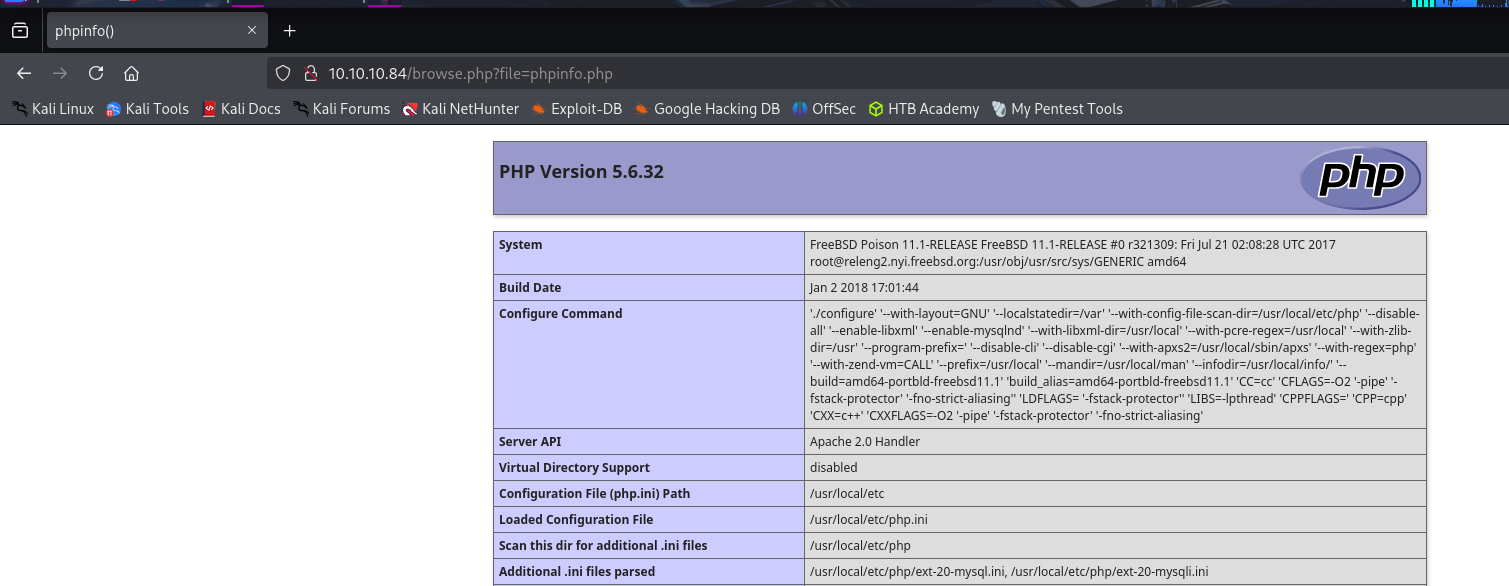 phpinfo()
10.10.10.84/browse.php?file=phpinfo.php
Kali Linux Kali Tools Kali Docs Kali Forums Kali NetHunter Exploit-DB Google Hacking DB OffSec HTB Academy My Pentest Tools
PHP Version 5.6.32
php
System FreeBSD Poison 11.1-RELEASE FreeBSD 11.1-RELEASE #0 r321309: Fri Jul 21 02:08:28 UTC 2017
root@releng2.nyi.freebsd.org:/usr/obj/usr/src/sys/GENERIC amd64
Build Date Jan 2 2018 17:01:44
Configure Command './configure' '--with-layout=GNU' '--localstatedir=/var' '--with-config-file-scan-dir=/usr/local/etc/php' '--disable-
all' '--enable-libxml' '--enable-mysqlnd' '--with-libxml-dir=/usr/local' '--with-pcre-regex=/usr/local' '--with-zlib-
dir=/usr' '--program-prefix=' '--disable-cli' '--disable-cgi' '--with-apxs2=/usr/local/sbin/apxs' '--with-regex=php'
'--with-zend-vm=CALL' '--prefix=/usr/local' '--mandir=/usr/local/man' '--infodir=/usr/local/info/' '--
build=amd64-portbld-freebsd11.1' 'build_alias=amd64-portbld-freebsd11.1' 'CC=cc' 'CFLAGS=-O2 '-pipe' '-
fstack-protector' '-fno-strict-aliasing'' 'LDFLAGS= '-fstack-protector'' 'LIBS=-lpthread' 'CPPFLAGS=' 'CPP=cpp'
'CXX=c++' 'CXXFLAGS=-O2 '-pipe' '-fstack-protector' '-fno-strict-aliasing'
Server API Apache 2.0 Handler
Virtual Directory Support disabled
Configuration File (php.ini) Path /usr/local/etc
Loaded Configuration File /usr/local/etc/php.ini
Scan this dir for additional .ini files /usr/local/etc/php
Additional .ini files parsed /usr/local/etc/php/ext-20-mysql.ini, /usr/local/etc/php/ext-20-mysqli.ini